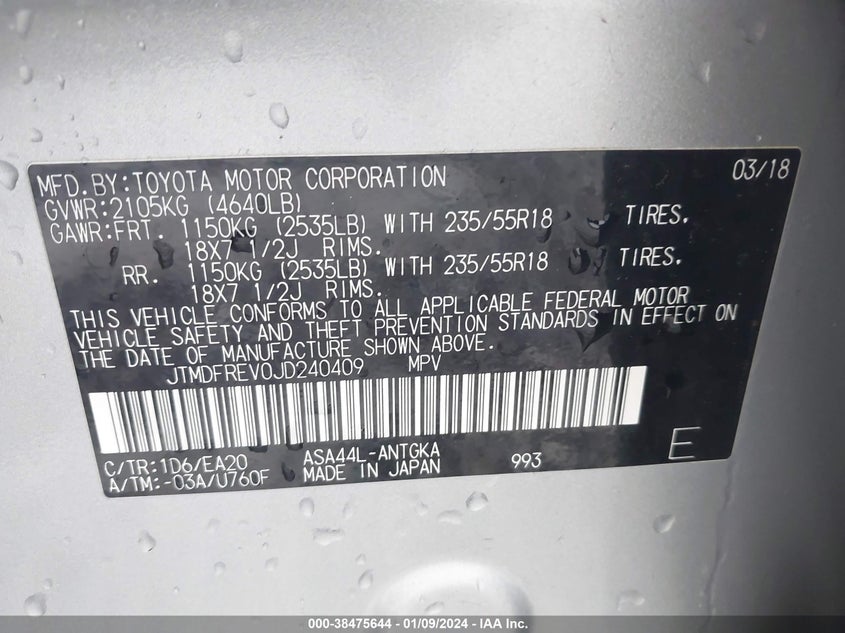 MFD.BY:TOYOTA MOTOR CORPORATION 03/18
GVWR:2105KG (4640LB)
GAWR:FRT. 1150KG (2535LB) WITH 235/55R18 TIRES.
18X7 1/2J RIMS.
RR. 1150KG (2535LB) WITH 235/55R18 TIRES.
18X7 1/2J RIMS.
THIS VEHICLE CONFORMS TO ALL APPLICABLE FEDERAL MOTOR
VEHICLE SAFETY AND THEFT PREVENTION STANDARDS IN EFFECT ON
THE DATE OF MANUFACTURE SHOWN ABOVE.
JTMDFREV0JD240409 MPV
C/TR:1D6/EA20 ASA44L-ANTGKA 993 E
A/TM:-03A/U760F MADE IN JAPAN
000-38475644 - 01/09/2024 - IAA Inc.